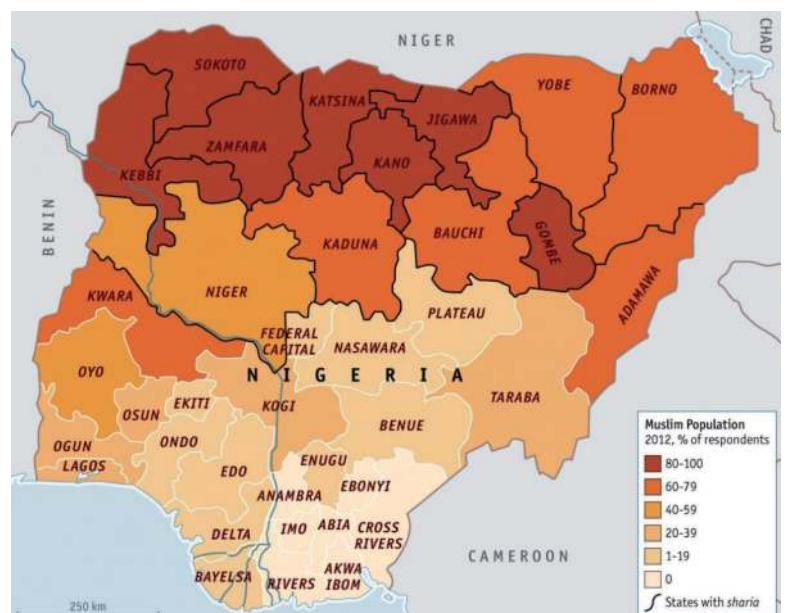 NIGER
CHAD
SOKOTO
YOBE
BORNO
KATSINA
JIGAWA
ZAMFARA
KANO
KEBBI
BENIN
GOMBE
KADUNA
BAUCHI
NIGER
ADAMAWA
KWARA
PLATEAU
FEDERAL
CAPITAL
NASAWARA
OYO
NIGERIA
TARABA
EKITI
KOGI
OSUN
BENUE
ONDO
OGUN
LAGOS
EDO
ENUGU
EBONYI
ANAMBRA
IMO
ABIA
CROSS
RIVERS
DELTA
BAYELSA
RIVERS
AKWA
IBOM
CAMEROON
250 km
Muslim Population
2012, % of respondents
80-100
60-79
40-59
20-39
1-19
0
States with sharia